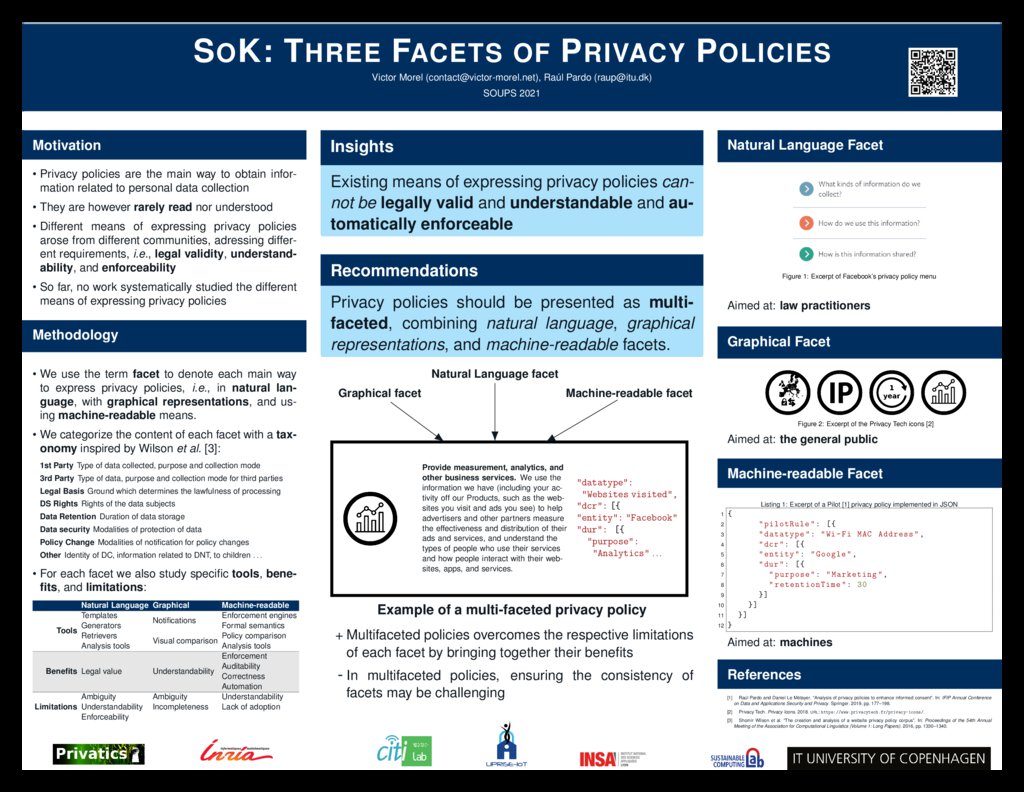 SOK: THREE FACETS OF PRIVACY POLICIES
Victor Morel (contact@victor-morel.net), Raúl Pardo (raup@itu.dk)
SOUPS 2021
Motivation
• Privacy policies are the main way to obtain infor-
mation related to personal data collection
• They are however rarely read nor understood
• Different means of expressing privacy policies
arose from different communities, adressing differ-
ent requirements, i.e., legal validity, understand-
ability, and enforceability
• So far, no work systematically studied the different
means of expressing privacy policies
Methodology
• We use the term facet to denote each main way
to express privacy policies, i.e., in natural lan-
guage, with graphical representations, and us-
ing machine-readable means.
• We categorize the content of each facet with a tax-
onomy inspired by Wilson et al. [3]:
1st Party Type of data collected, purpose and collection mode
3rd Party Type of data, purpose and collection mode for third parties
Legal Basis Ground which determines the lawfulness of processing
DS Rights Rights of the data subjects
Data Retention Duration of data storage
Data security Modalities of protection of data
Policy Change Modalities of notification for policy changes
Other Identity of DC, information related to DNT, to children . . .
• For each facet we also study specific tools, bene-
fits, and limitations:
Natural Language Graphical Machine-readable
Tools
Templates
Generators
Retrievers
Analysis tools
Notifications
Visual comparison
Enforcement engines
Formal semantics
Policy comparison
Analysis tools
Benefits Legal value Understandability
Enforcement
Auditability
Correctness
Automation
Limitations
Ambiguity
Understandability
Enforceability
Ambiguity
Incompleteness
Understandability
Lack of adoption
Insights
Existing means of expressing privacy policies can-
not be legally valid and understandable and au-
tomatically enforceable
Recommendations
Privacy policies should be presented as multi-
faceted, combining natural language, graphical
representations, and machine-readable facets.
Natural Language facet
Graphical facet
Machine-readable facet
Provide measurement, analytics, and
other business services. We use the
information we have (including your ac-
tivity off our Products, such as the web-
sites you visit and ads you see) to help
advertisers and other partners measure
the effectiveness and distribution of their
ads and services, and understand the
types of people who use their services
and how people interact with their web-
sites, apps, and services.
"datatype":
"Websites visited",
"dcr": [{
"entity": "Facebook"
"dur": [{
"purpose":
"Analytics" ...
Example of a multi-faceted privacy policy
+ Multifaceted policies overcomes the respective limitations
of each facet by bringing together their benefits
- In multifaceted policies, ensuring the consistency of
facets may be challenging
Natural Language Facet
What kinds of information do we
collect?
How do we use this information?
How is this information shared?
Figure 1: Excerpt of Facebook's privacy policy menu
Aimed at: law practitioners
Graphical Facet
IP
1
year
Figure 2: Excerpt of the Privacy Tech icons [2]
Aimed at: the general public
Machine-readable Facet
Listing 1: Excerpt of a Pilot [1] privacy policy implemented in JSON
1 {
2 "pilotRule": [{
3 "datatype": "Wi-Fi MAC Address",
4 "dcr": [{
5 "entity": "Google",
6 "dur": [{
7 "purpose": "Marketing",
8 "retentionTime": 30
9 }]
10 }]
11 }]
12 }
Aimed at: machines
References
[1] Raúl Pardo and Daniel Le Métayer. "Analysis of privacy policies to enhance informed consent". In: IFIP Annual Conference
on Data and Applications Security and Privacy. Springer. 2019, pp. 177–198.
[2] Privacy Tech. Privacy Icons. 2018. URL: https://www.privacytech.fr/privacy-icons/.
[3] Shomir Wilson et al. "The creation and analysis of a website privacy policy corpus". In: Proceedings of the 54th Annual
Meeting of the Association for Computational Linguistics (Volume 1: Long Papers). 2016, pp. 1330–1340.
Privatics
Inria
citi lab
UPRISE-IoT
INSA
SUSTAINABLE
COMPUTING Lab
IT UNIVERSITY OF COPENHAGEN